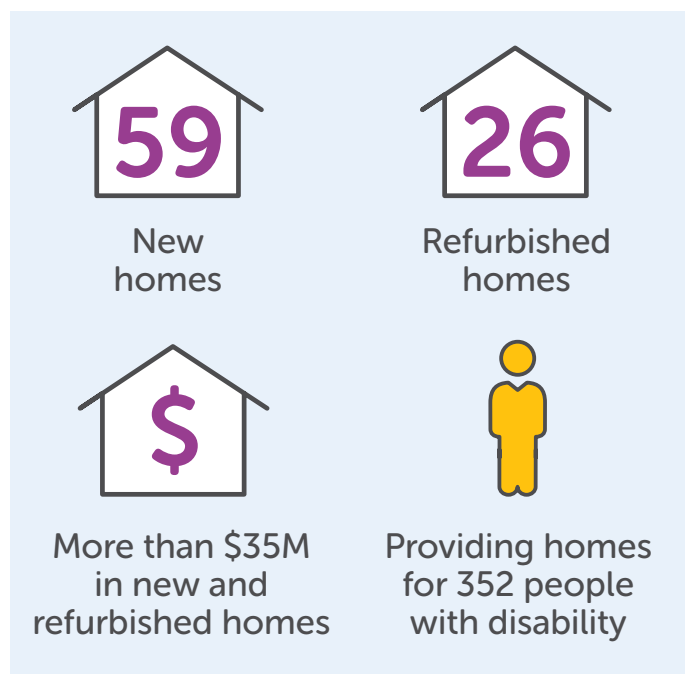 59
New
homes
26
Refurbished
homes
$
More than $35M
in new and
refurbished homes
Providing homes
for 352 people
with disability